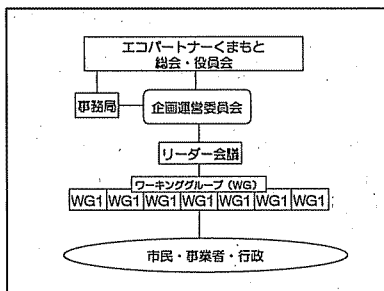 エコパートナーくまもと
総会・役員会
事務局
企画運営委員会
リーダー会議
ワーキンググループ（WG）
WG1 WG1 WG1 WG1 WG1 WG1 WG1
市民・事業者・行政